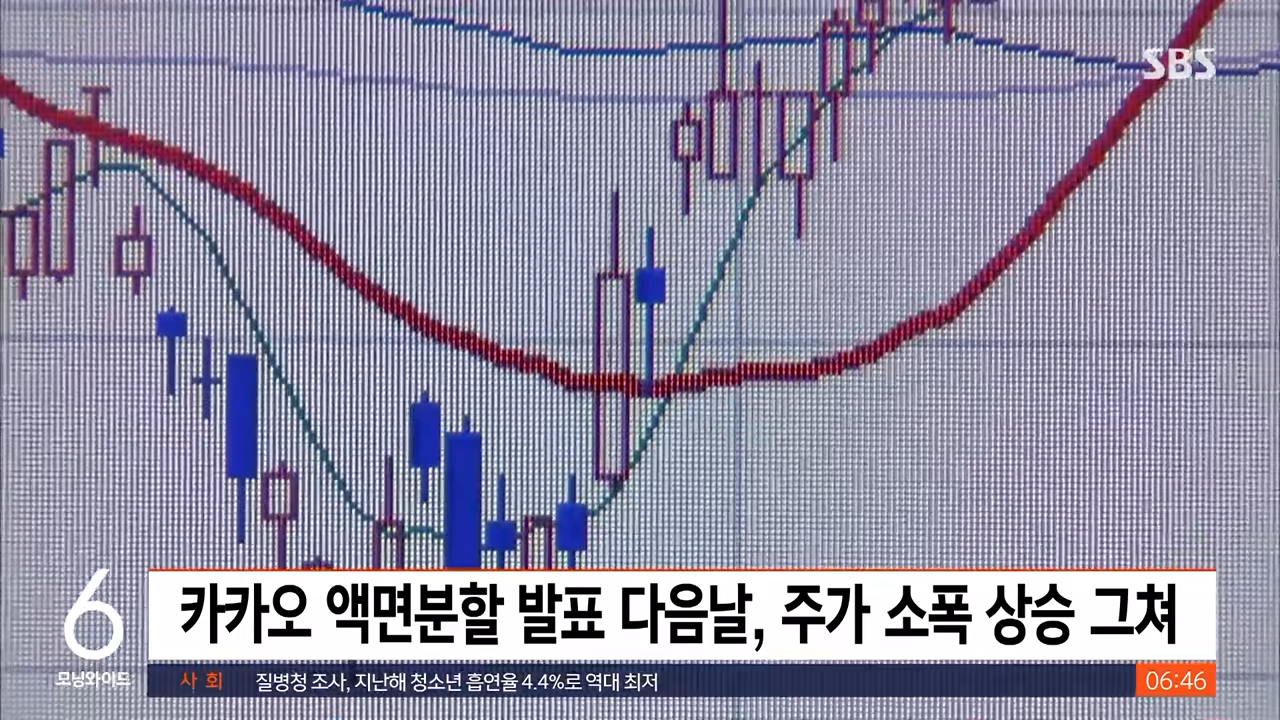 SBS
카카오 액면분할 발표 다음날, 주가 소폭 상승 그쳐
6
모닝와이드
사회 질병청 조사, 지난해 청소년 흡연율 4.4%로 역대 최저
06:46